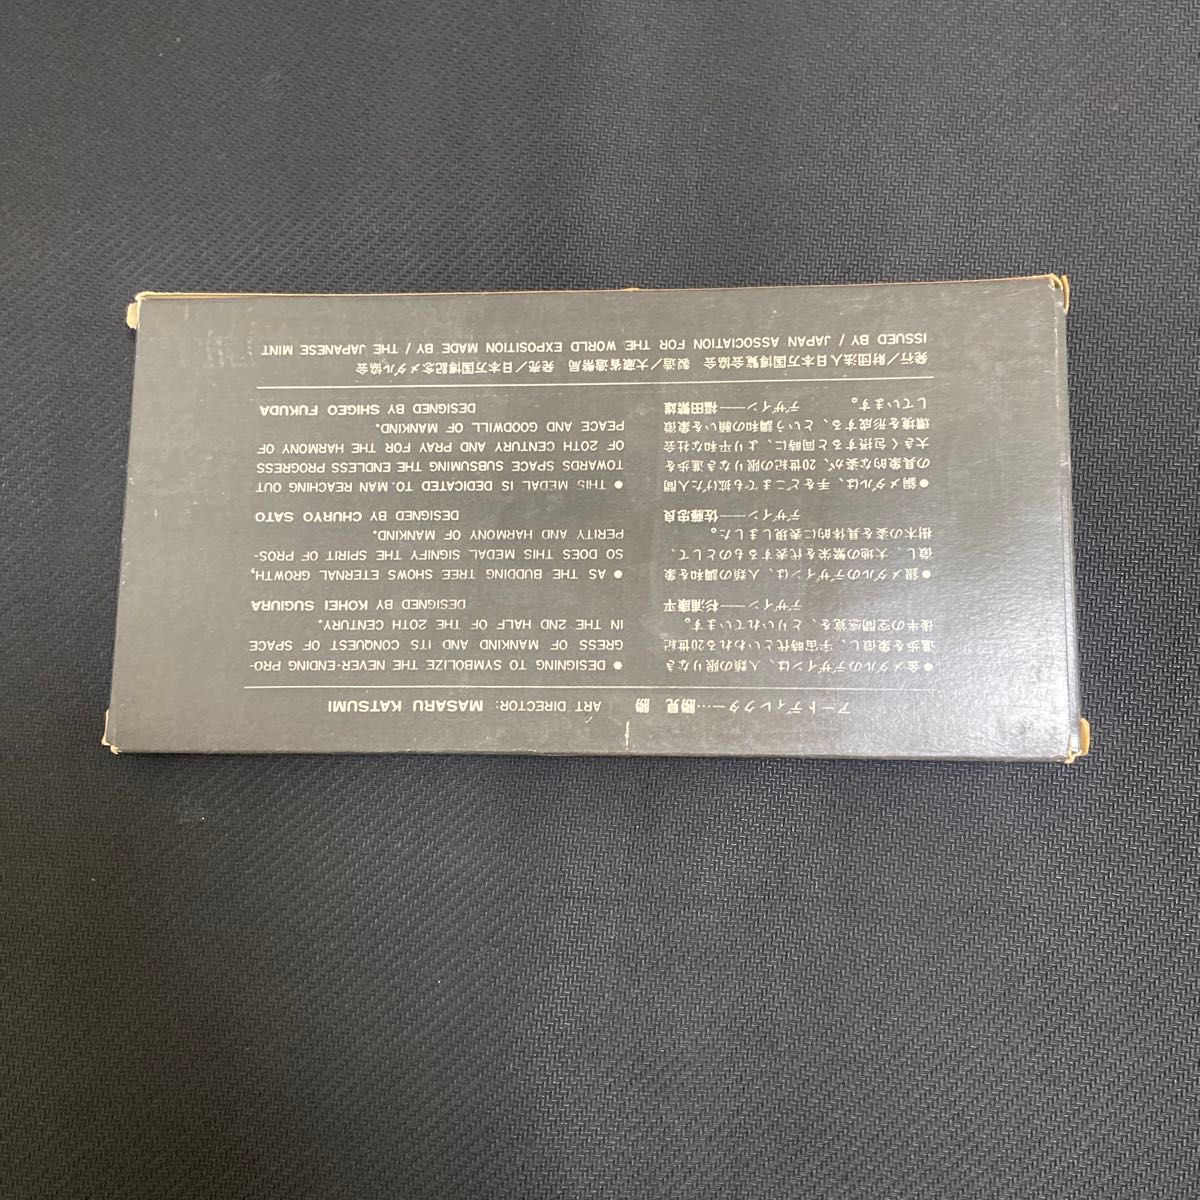 アートディレクター…勝見 勝
ART DIRECTOR: MASARU KATSUMI
●金メダルのデザインは、人類の限りなき
進歩を象徴し、宇宙時代といわれる20世紀
後半の空間感覚を、とりいれています。
デザイン——杉浦康平
●DESIGNING TO SYMBOLIZE THE NEVER-ENDING PRO-
GRESS OF MANKIND AND ITS CONQUEST OF SPACE
IN THE 2ND HALF OF THE 20TH CENTURY.
DESIGNED BY KOHEI SUGIURA
●銀メダルのデザインは、人類の調和を象
徴し、大地の繁栄を代表するものとして、
樹木の姿を具体的に表現しました。
デザイン——佐藤忠良
●AS THE BUDDING TREE SHOWS ETERNAL GROWTH,
SO DOES THIS MEDAL SIGNIFY THE SPIRIT OF PROS-
PERITY AND HARMONY OF MANKIND.
DESIGNED BY CHURYO SATO
●銅メダルは、手をどこまでも拡げた人間
の具象的な姿が、20世紀の限りなき進歩を
大きく包摂すると同時に、より平和な社会
環境を形成する、という調和の願いを象徴
しています。 デザイン——福田繁雄
●THIS MEDAL IS DEDICATED TO MAN REACHING OUT
TOWARDS SPACE SUBSUMING THE ENDLESS PROGRESS
OF 20TH CENTURY AND PRAY FOR THE HARMONY OF
PEACE AND GOODWILL OF MANKIND.
DESIGNED BY SHIGEO FUKUDA
発行/財団法人日本万国博覧会協会 製造/大蔵省造幣局 発売/日本万国博記念メダル協会
ISSUED BY / JAPAN ASSOCIATION FOR THE WORLD EXPOSITION MADE BY / THE JAPANESE MINT